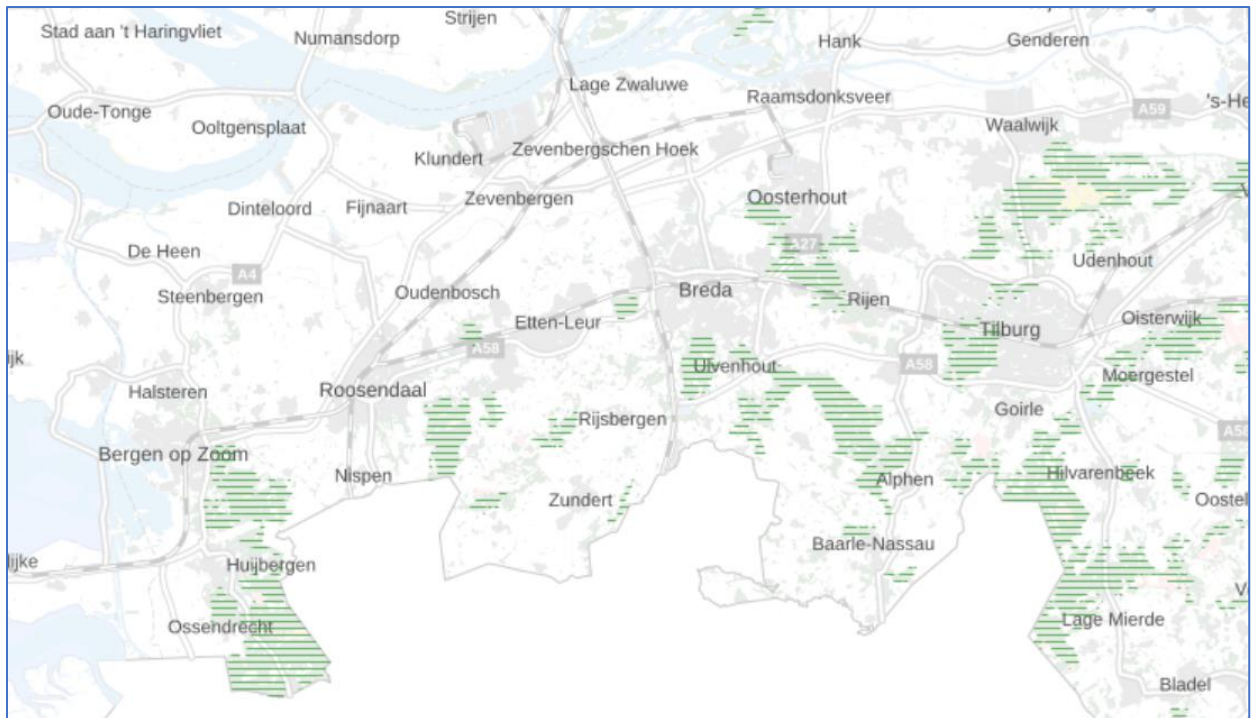 Strijen
Stad aan 't Haringvliet
Numansdorp
Hank
Genderen
Lage Zwaluwe
Raamsdonksveer
's-He
Oude-Tonge
A59
Ooltgensplaat
Waalwijk
Klundert
Zevenbergschen Hoek
Zevenbergen
Oosterhout
Dinteloord
Fijnaart
De Heen
A27
Udenhout
A4
Steenbergen
Oudenbosch
Breda
Rijen
Etten-Leur
Tilburg
Oisterwijk
A58
ijk
Ulvenhout
A58
Moergestel
Halsteren
Roosendaal
Goirle
Rijsbergen
A58
Bergen op Zoom
Nispen
Alphen
Hilvarenbeek
Zundert
Oostel
Baarle-Nassau
lijke
Huijbergen
Ossendrecht
Lage Mierde
Bladel